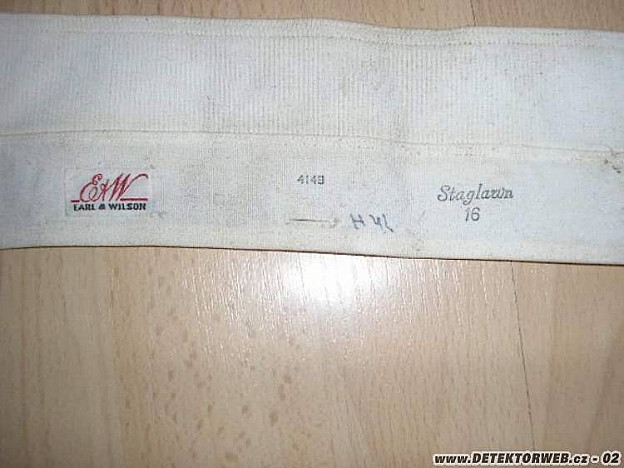 E&W
EARL & WILSON
4149
Staglawn
16
www.DETEKTORWEB.cz - 02